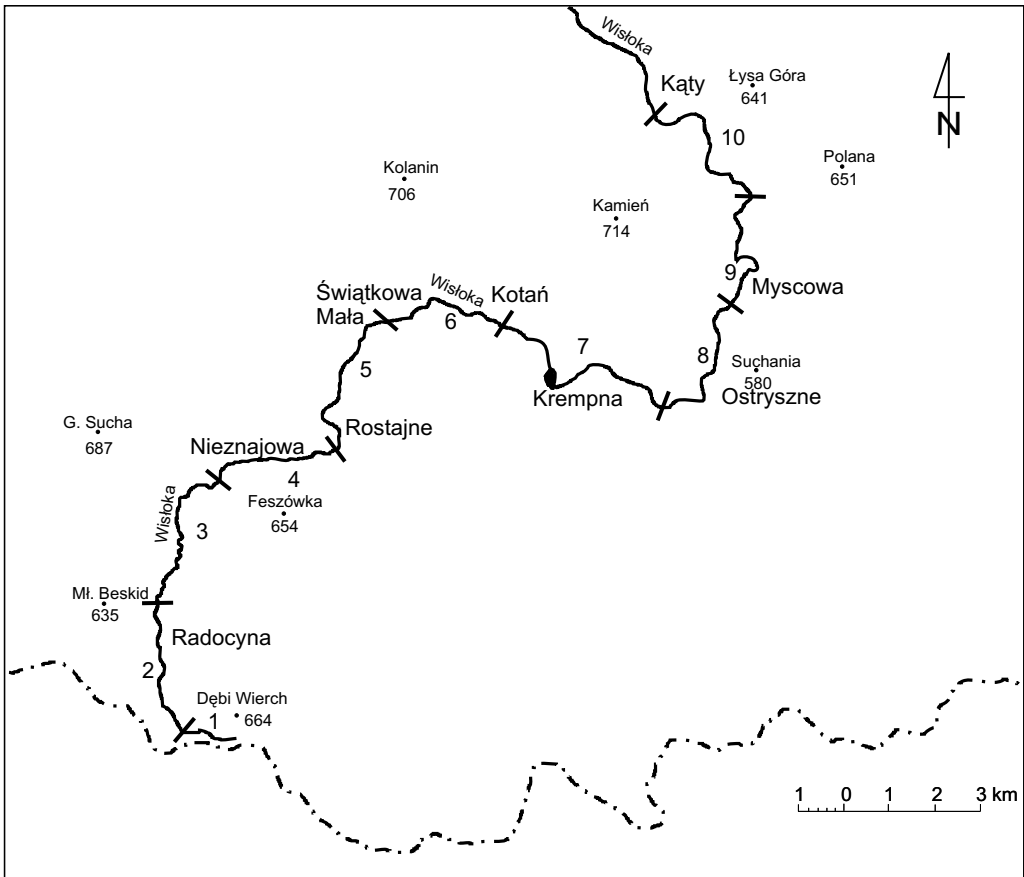 Wisłoka
Kąty
Łysa Góra
641
10
N
Polana
651
Kolanin
706
Kamień
714
9
Myscowa
Świątkowa
Mała
Wisłoka
Kotań
6
7
5
8
Suchania
580
Krempna
Ostryszne
G. Sucha
687
Nieznajowa
Rostajne
4
Feszówka
654
Wisłoka
3
Mł. Beskid
635
Radocyna
2
Dębi Wierch
664
1
1 0 1 2 3 km